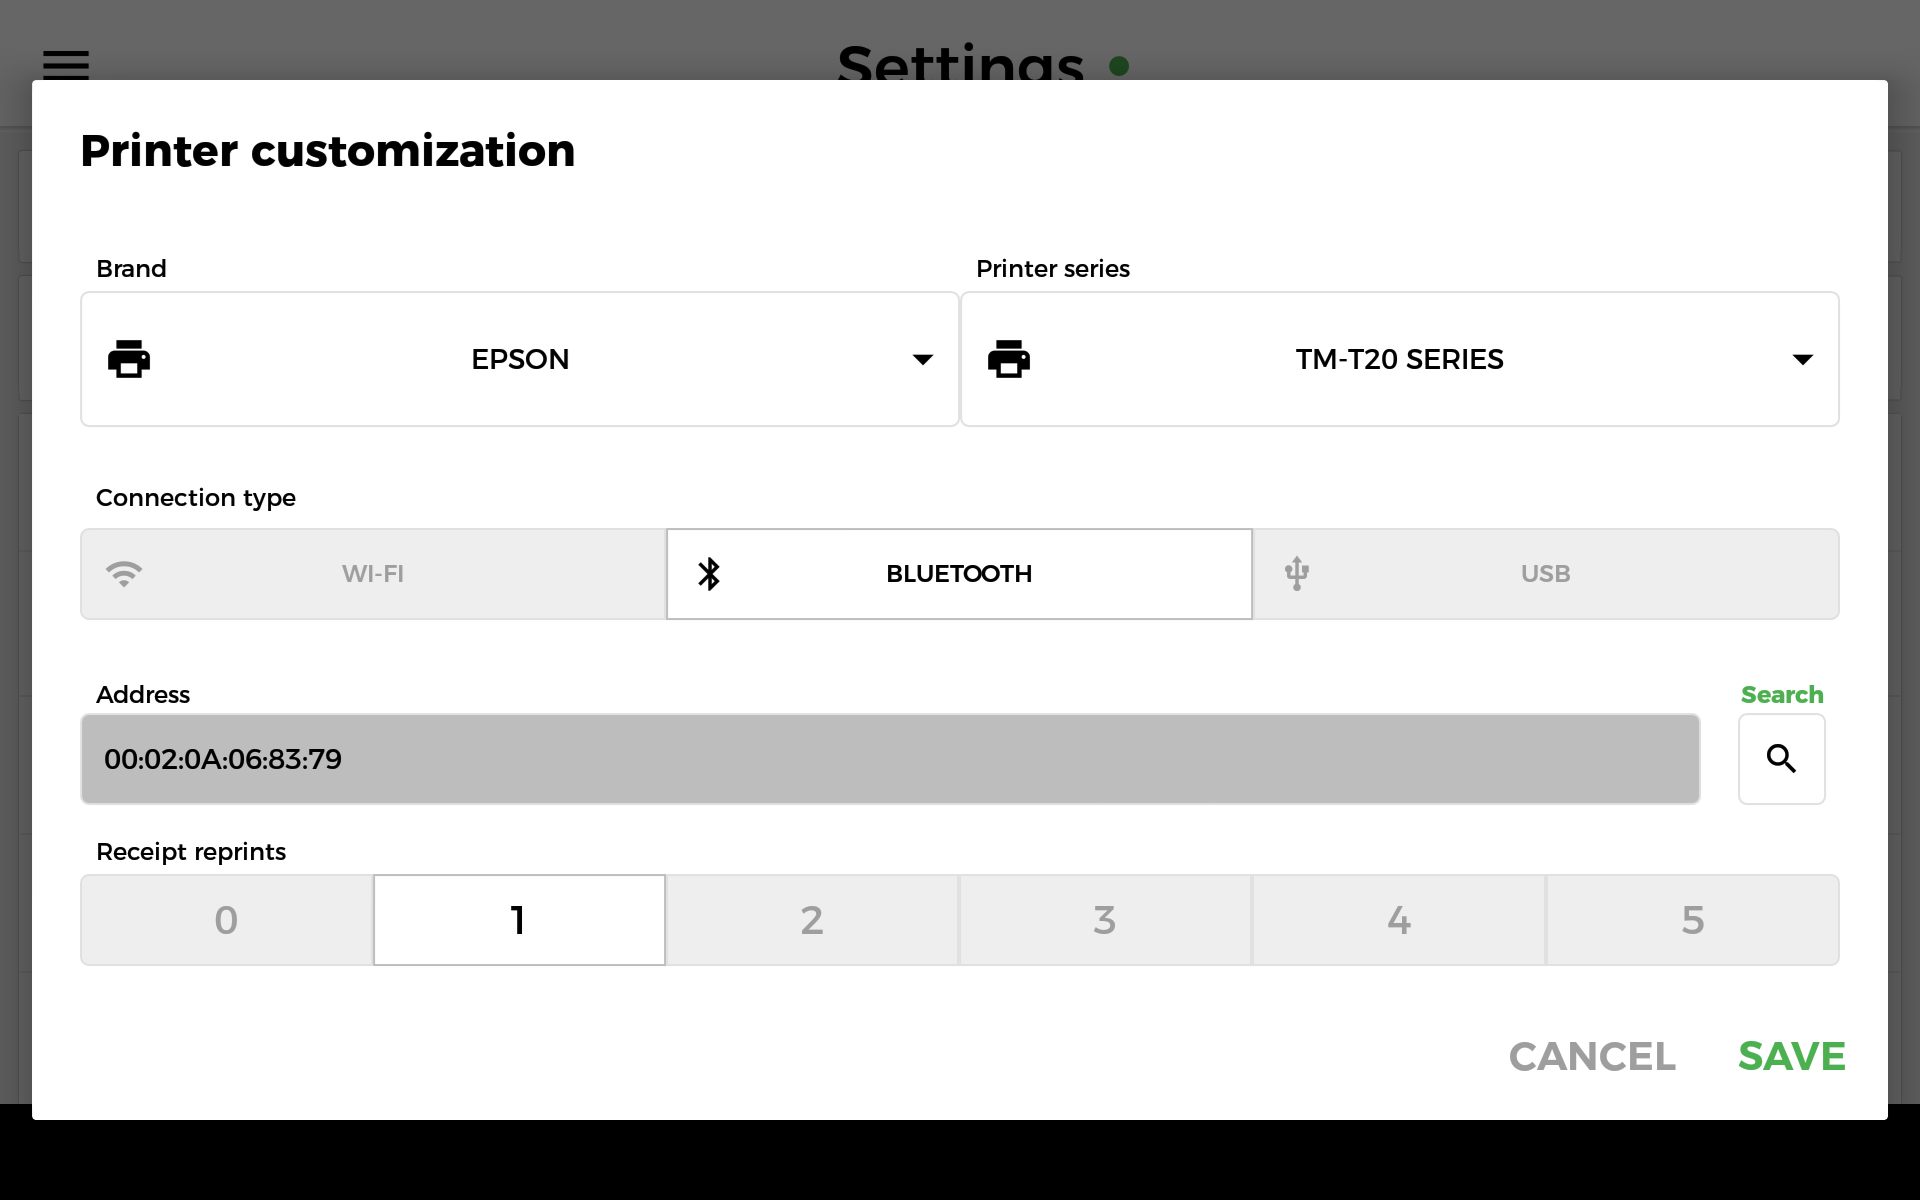 Settings
Printer customization
Brand
Printer series
EPSON
TM-T20 SERIES
Connection type
WI-FI
BLUETOOTH
USB
Address
Search
00:02:0A:06:83:79
Receipt reprints
0
1
2
3
4
5
CANCEL
SAVE